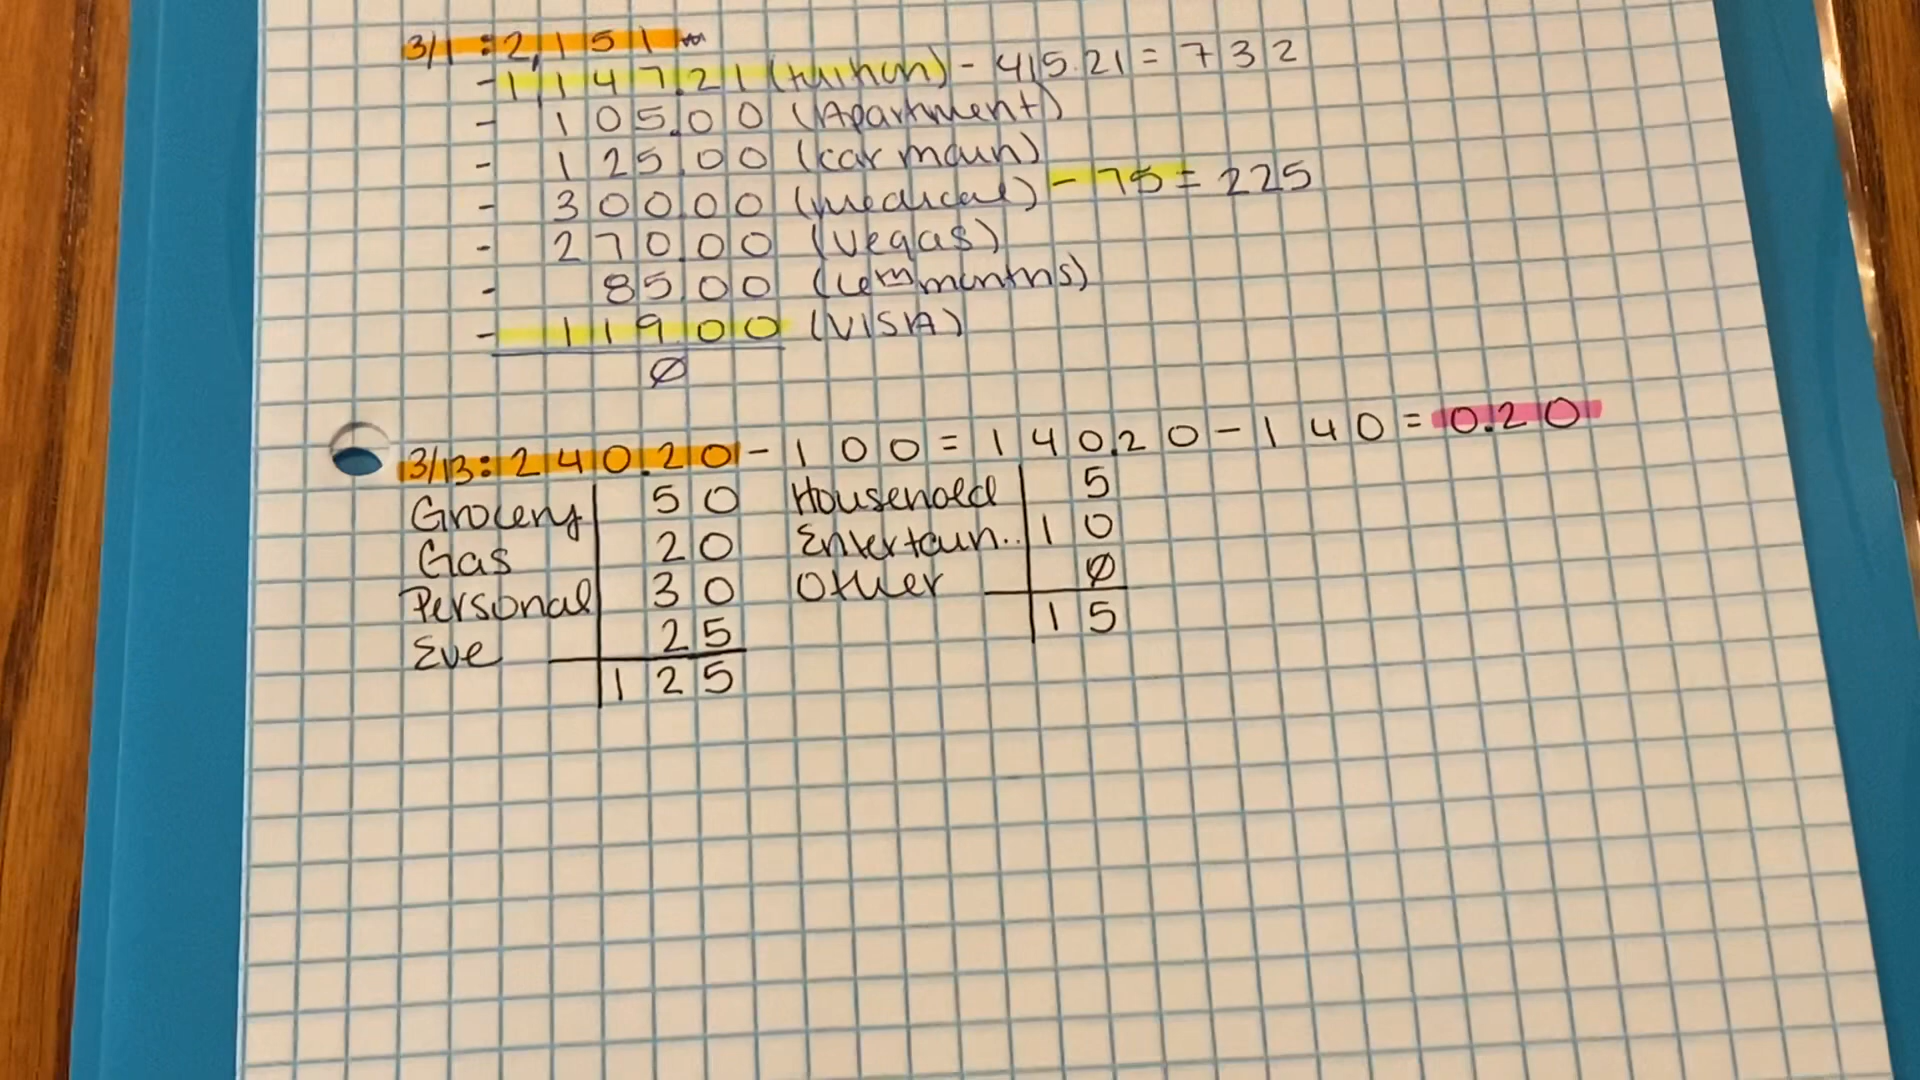 3/1 : 2,151
- 1,147.21 (tuition) - 415.21 = 732
- 105.00 (Apartment)
- 125.00 (car main)
- 300.00 (medical) - 75 = 225
- 270.00 (Vegas)
- 85.00 (months)
- 119.00 (VISA)
Ø
3/13: 240.20 - 100 = 140.20 - 140 = 0.20
Grocery 50 Household 5
Gas 20 Entertain.. 10
Personal 30 Other Ø
Eve 25 15
125